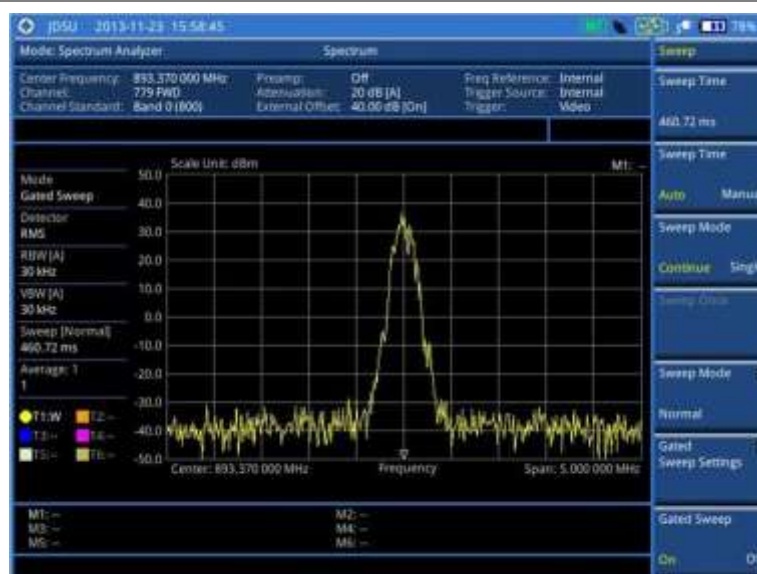 JDSU 2013-11-23 15:58:45
78%
Mode: Spectrum Analyzer Spectrum
Sweep
Center Frequency: 893.370 000 MHz Preamp: Off Freq Reference: Internal
Channel: 779 FWD Attenuation: 20 dB [A] Trigger Source: Internal
Channel Standard: Band 0 (800) External Offset: 40.00 dB [On] Trigger: Video
Sweep Time
460.72 ms
Scale Unit: dBm M1: --
Sweep Time
Auto
Mode
Gated Sweep
Detector
RMS
RBW [A]
30 kHz
VBW [A]
30 kHz
Sweep [Normal]
460.72 ms
Average: 1
1
T1:W T2:--
T3:-- T4:--
T5:-- T6:--
50.0
40.0
30.0
20.0
10.0
0.0
-10.0
-20.0
-30.0
-40.0
-50.0
Center: 893.370 000 MHz Frequency Span: 5.000 000 MHz
Sweep Mode
Continue
Sweep Once
Sweep Mode
Normal
Gated
Sweep Settings
Gated Sweep
On
M1: -- M2: --
M3: -- M4: --
M5: -- M6: --